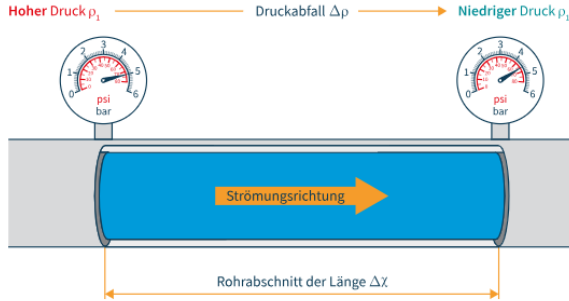 Hoher Druck ρ₁
Druckabfall Δρ
Niedriger Druck ρ₁
0 1 2 3 4 5 6
psi
bar
0 1 2 3 4 5 6
psi
bar
Strömungsrichtung
Rohrabschnitt der Länge Δχ